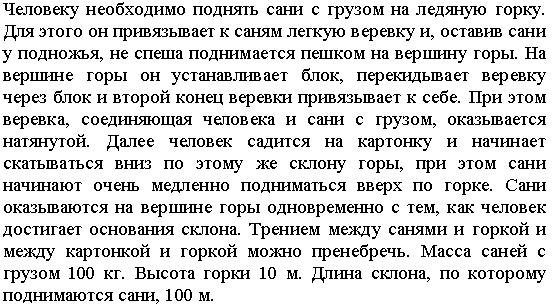 Человеку необходимо поднять сани с грузом на ледяную горку.
Для этого он привязывает к саням легкую веревку и, оставив сани
у подножья, не спеша поднимается пешком на вершину горы. На
вершине горы он устанавливает блок, перекидывает веревку
через блок и второй конец веревки привязывает к себе. При этом
веревка, соединяющая человека и сани с грузом, оказывается
натянутой. Далее человек садится на картонку и начинает
скатываться вниз по этому же склону горы, при этом сани
начинают очень медленно подниматься вверх по горке. Сани
оказываются на вершине горы одновременно с тем, как человек
достигает основания склона. Трением между санями и горкой и
между картонкой и горкой можно пренебречь. Масса саней с
грузом 100 кг. Высота горки 10 м. Длина склона, по которому
поднимаются сани, 100 м.